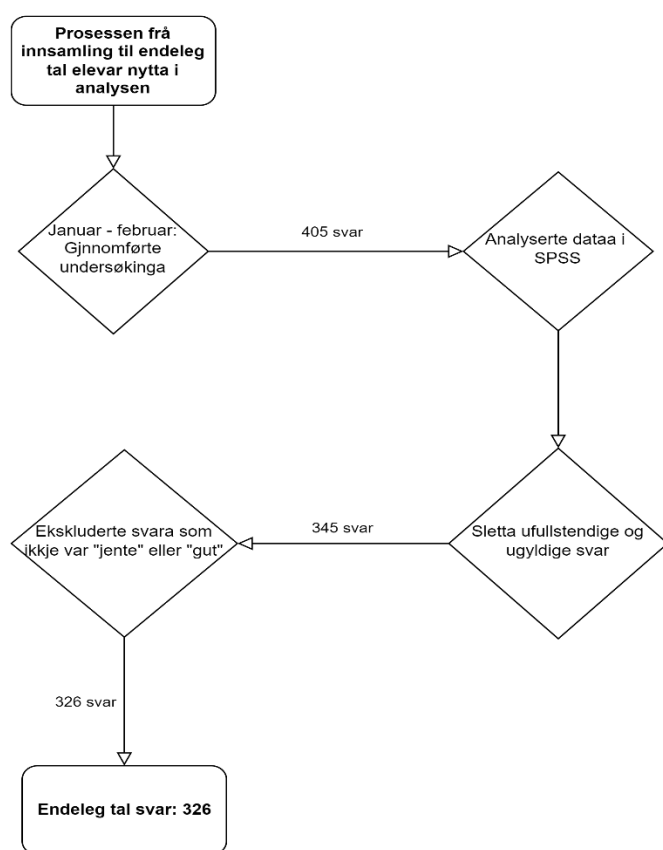 Prosessen frå
innsamling til endeleg
tal elevar nytta i
analysen
Januar - februar:
Gjnnomførte
undersøkinga
405 svar
Analyserte dataa i
SPSS
Sletta ufullstendige og
ugyldige svar
345 svar
Ekskluderte svara som
ikkje var "jente" eller "gut"
326 svar
Endeleg tal svar: 326